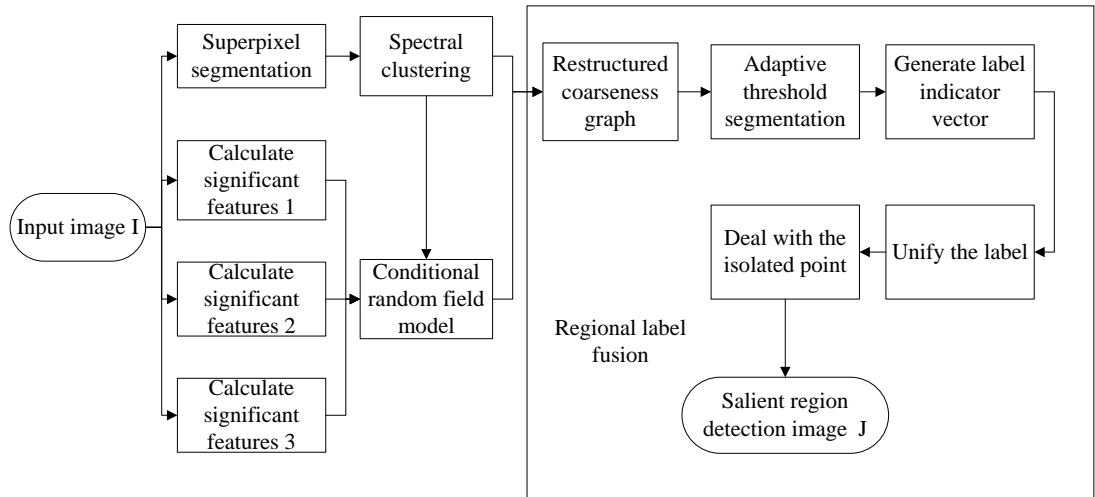 Superpixel
segmentation
Spectral
clustering
Restructured
coarseness
graph
Adaptive
threshold
segmentation
Generate label
indicator
vector
Calculate
significant
features 1
Input image I
Calculate
significant
features 2
Conditional
random field
model
Deal with the
isolated point
Unify the label
Regional label
fusion
Calculate
significant
features 3
Salient region
detection image J